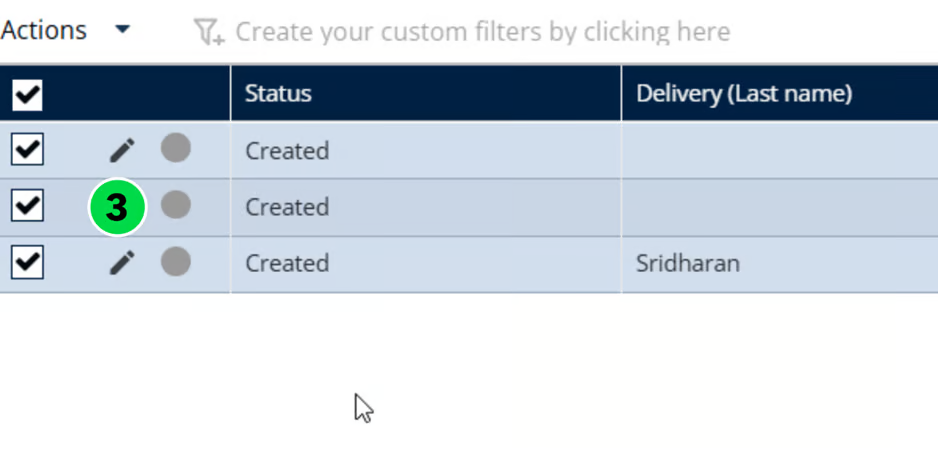 Actions Create your custom filters by clicking here
Status Delivery (Last name)
Created
3 Created
Created Sridharan